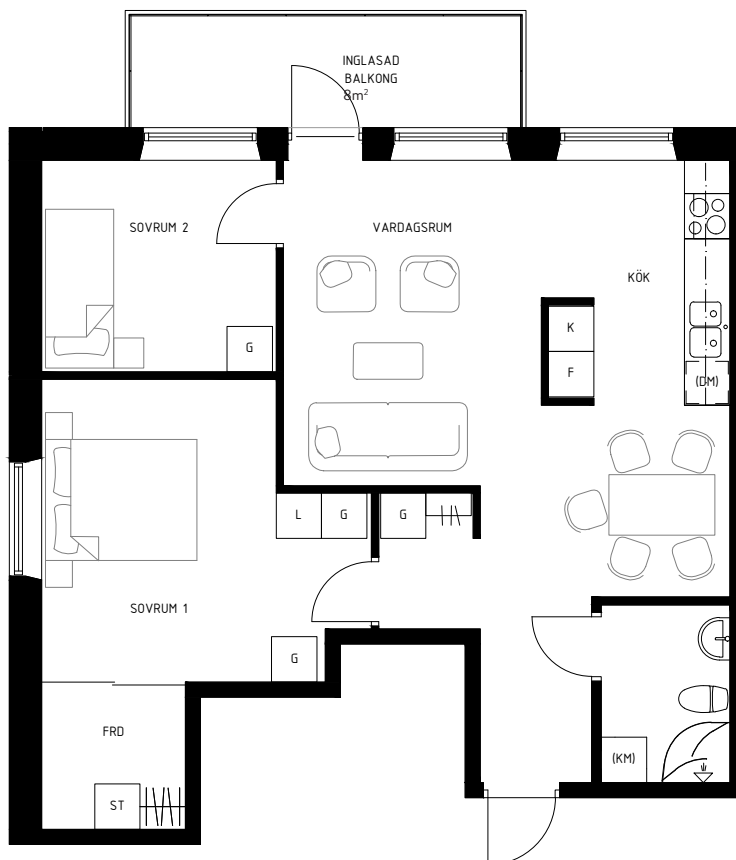 INGLASAD
BALKONG
8m²
SOVRUM 2
VARDAGSRUM
KÖK
K
G
F
(DM)
L
G
G
SOVRUM 1
G
FRD
(KM)
ST